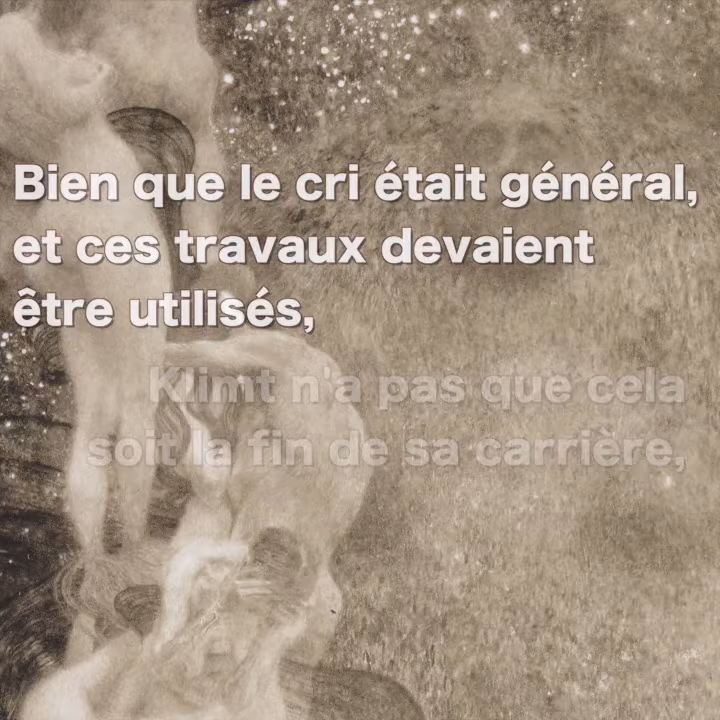 Bien que le cri était général,
et ces travaux devaient
être utilisés,
Klimt n'a pas que cela
soit la fin de sa carrière,